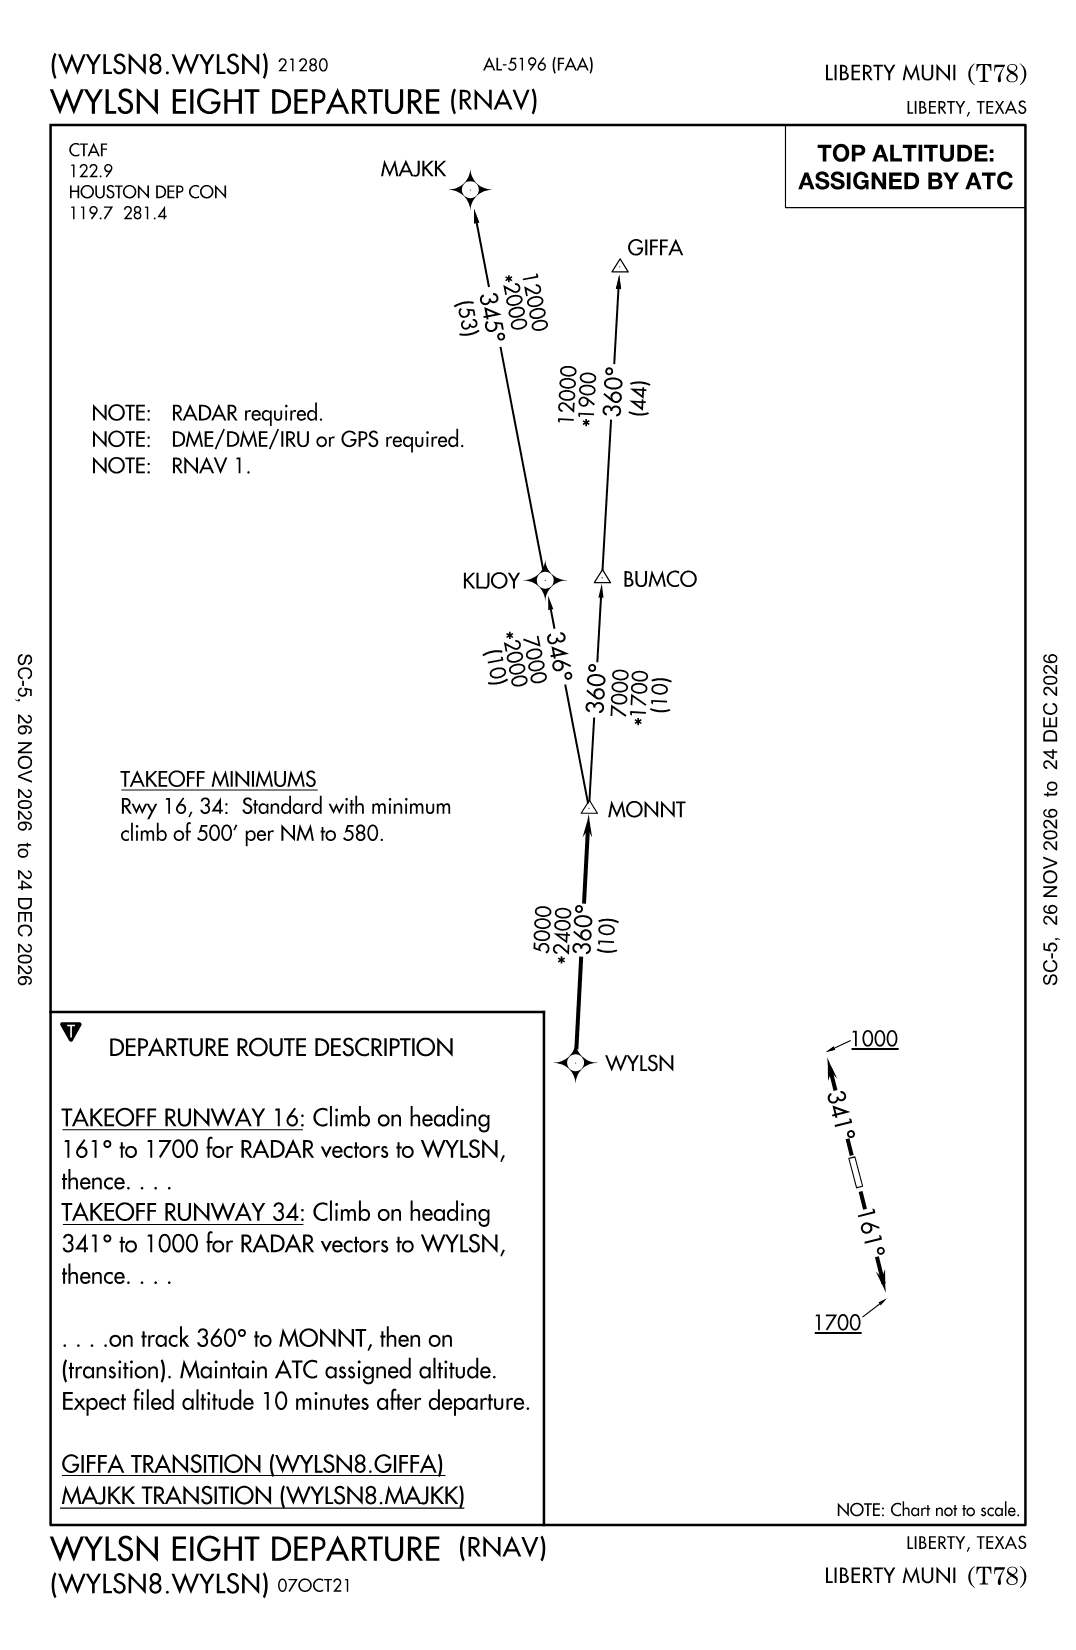 (WYLSN8.WYLSN) 21280
AL-5196 (FAA)
LIBERTY MUNI (T78)
WYLSN EIGHT DEPARTURE (RNAV)
LIBERTY, TEXAS
CTAF
122.9
HOUSTON DEP CON
119.7 281.4
TOP ALTITUDE:
ASSIGNED BY ATC
MAJKK
GIFFA
12000
*2000
345°
(53)
12000
*1900
360°
(44)
NOTE: RADAR required.
NOTE: DME/DME/IRU or GPS required.
NOTE: RNAV 1.
KLJOY
BUMCO
346°
7000
*2000
(10)
360°
7000
*1700
(10)
SC-5, 26 NOV 2026 to 24 DEC 2026
SC-5, 26 NOV 2026 to 24 DEC 2026
TAKEOFF MINIMUMS
Rwy 16, 34: Standard with minimum
climb of 500’ per NM to 580.
MONNT
5000
*2400
360°
(10)
WYLSN
1000
341°
161°
1700
T
DEPARTURE ROUTE DESCRIPTION
TAKEOFF RUNWAY 16: Climb on heading
161° to 1700 for RADAR vectors to WYLSN,
thence. . . .
TAKEOFF RUNWAY 34: Climb on heading
341° to 1000 for RADAR vectors to WYLSN,
thence. . . .
. . . .on track 360° to MONNT, then on
(transition). Maintain ATC assigned altitude.
Expect filed altitude 10 minutes after departure.
GIFFA TRANSITION (WYLSN8.GIFFA)
MAJKK TRANSITION (WYLSN8.MAJKK)
NOTE: Chart not to scale.
WYLSN EIGHT DEPARTURE (RNAV)
LIBERTY, TEXAS
(WYLSN8.WYLSN) 07OCT21
LIBERTY MUNI (T78)